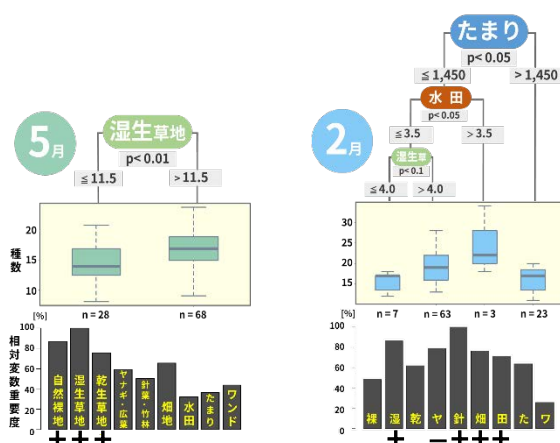 5月
湿生草地
p< 0.01
≦ 11.5
> 11.5
種数
20
15
10
n = 28
n = 68
[%]
相対変数重要度
100
80
60
40
20
0
自然裸地
湿生草地
乾生草地
ヤナギ・広葉
針葉・竹林
畑地
水田
たまり
ワンド
+
+
+
2月
たまり
p< 0.05
≦ 1,450
> 1,450
水田
p< 0.05
≦ 3.5
> 3.5
湿生草
p< 0.1
≦ 4.0
> 4.0
30
25
20
15
n = 7
n = 63
n = 3
n = 23
[%]
100
80
60
40
20
0
裸
湿
乾
ヤ
針
畑
田
た
ワ
+
−
+
+
+